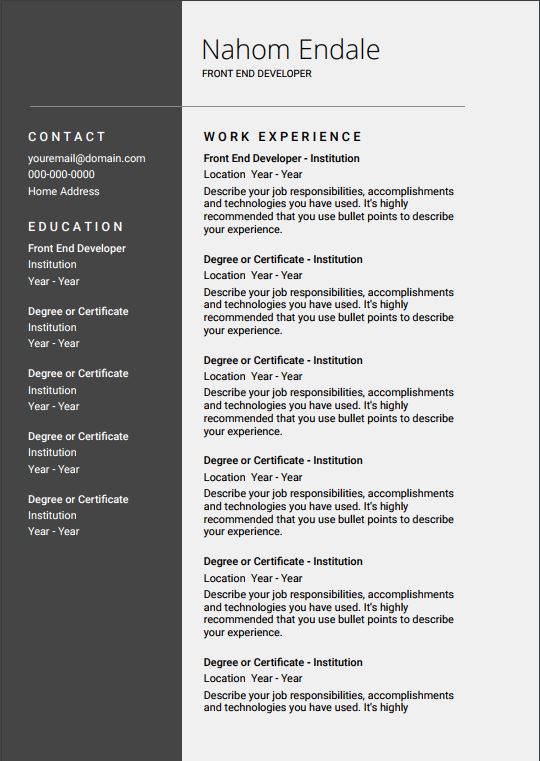 Nahom Endale
FRONT END DEVELOPER
CONTACT
youremail@domain.com
000-000-0000
Home Address
EDUCATION
Front End Developer
Institution
Year - Year
Degree or Certificate
Institution
Year - Year
Degree or Certificate
Institution
Year - Year
Degree or Certificate
Institution
Year - Year
Degree or Certificate
Institution
Year - Year
WORK EXPERIENCE
Front End Developer - Institution
Location Year - Year
Describe your job responsibilities, accomplishments
and technologies you have used. It's highly
recommended that you use bullet points to describe
your experience.
Degree or Certificate - Institution
Location Year - Year
Describe your job responsibilities, accomplishments
and technologies you have used. It's highly
recommended that you use bullet points to describe
your experience.
Degree or Certificate - Institution
Location Year - Year
Describe your job responsibilities, accomplishments
and technologies you have used. It's highly
recommended that you use bullet points to describe
your experience.
Degree or Certificate - Institution
Location Year - Year
Describe your job responsibilities, accomplishments
and technologies you have used. It's highly
recommended that you use bullet points to describe
your experience.
Degree or Certificate - Institution
Location Year - Year
Describe your job responsibilities, accomplishments
and technologies you have used. It's highly
recommended that you use bullet points to describe
your experience.
Degree or Certificate - Institution
Location Year - Year
Describe your job responsibilities, accomplishments
and technologies you have used. It's highly